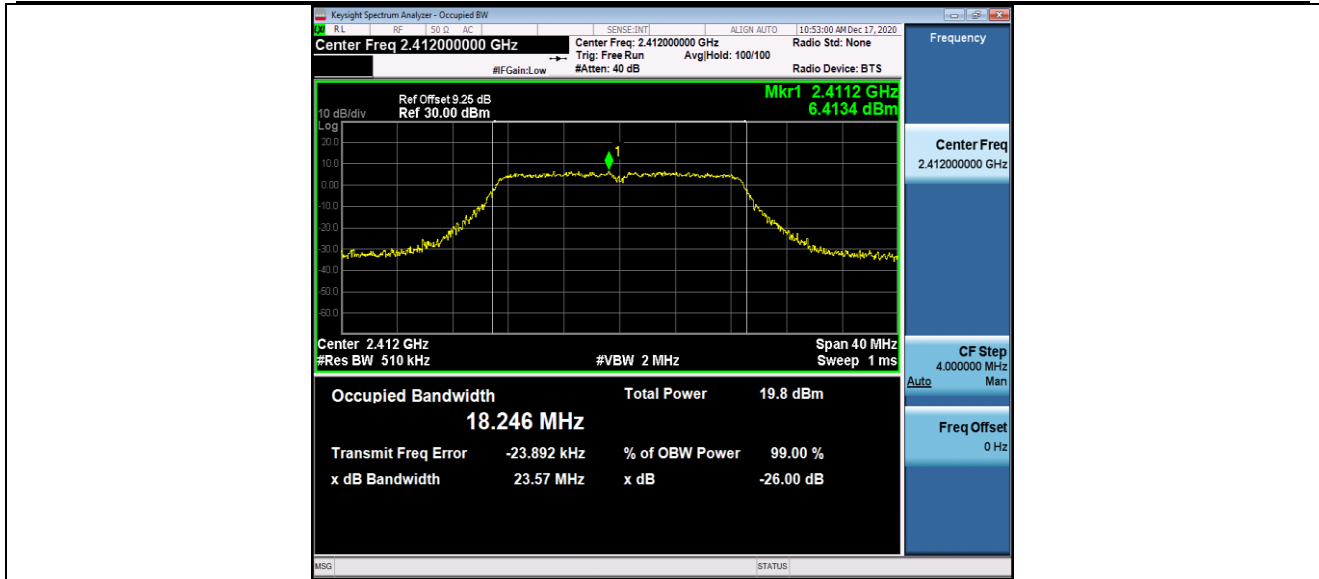 Keysight Spectrum Analyzer - Occupied BW
RL RF 50 Ω AC SENSE:INT ALIGN AUTO 10:53:00 AM Dec 17, 2020
Center Freq 2.412000000 GHz
Center Freq: 2.412000000 GHz
Radio Std: None
Trig: Free Run Avg|Hold: 100/100
#IFGain:Low
#Atten: 40 dB
Radio Device: BTS
Frequency
Mkr1 2.4112 GHz
6.4134 dBm
Ref Offset 9.25 dB
10 dB/div Ref 30.00 dBm
Log
20.0
10.0
0.00
-10.0
-20.0
-30.0
-40.0
-50.0
-60.0
1
Center 2.412 GHz Span 40 MHz
#Res BW 510 kHz #VBW 2 MHz Sweep 1 ms
Occupied Bandwidth Total Power 19.8 dBm
18.246 MHz
Transmit Freq Error -23.892 kHz % of OBW Power 99.00 %
x dB Bandwidth 23.57 MHz x dB -26.00 dB
Center Freq
2.412000000 GHz
CF Step
4.000000 MHz
Auto Man
Freq Offset
0 Hz
MSG STATUS